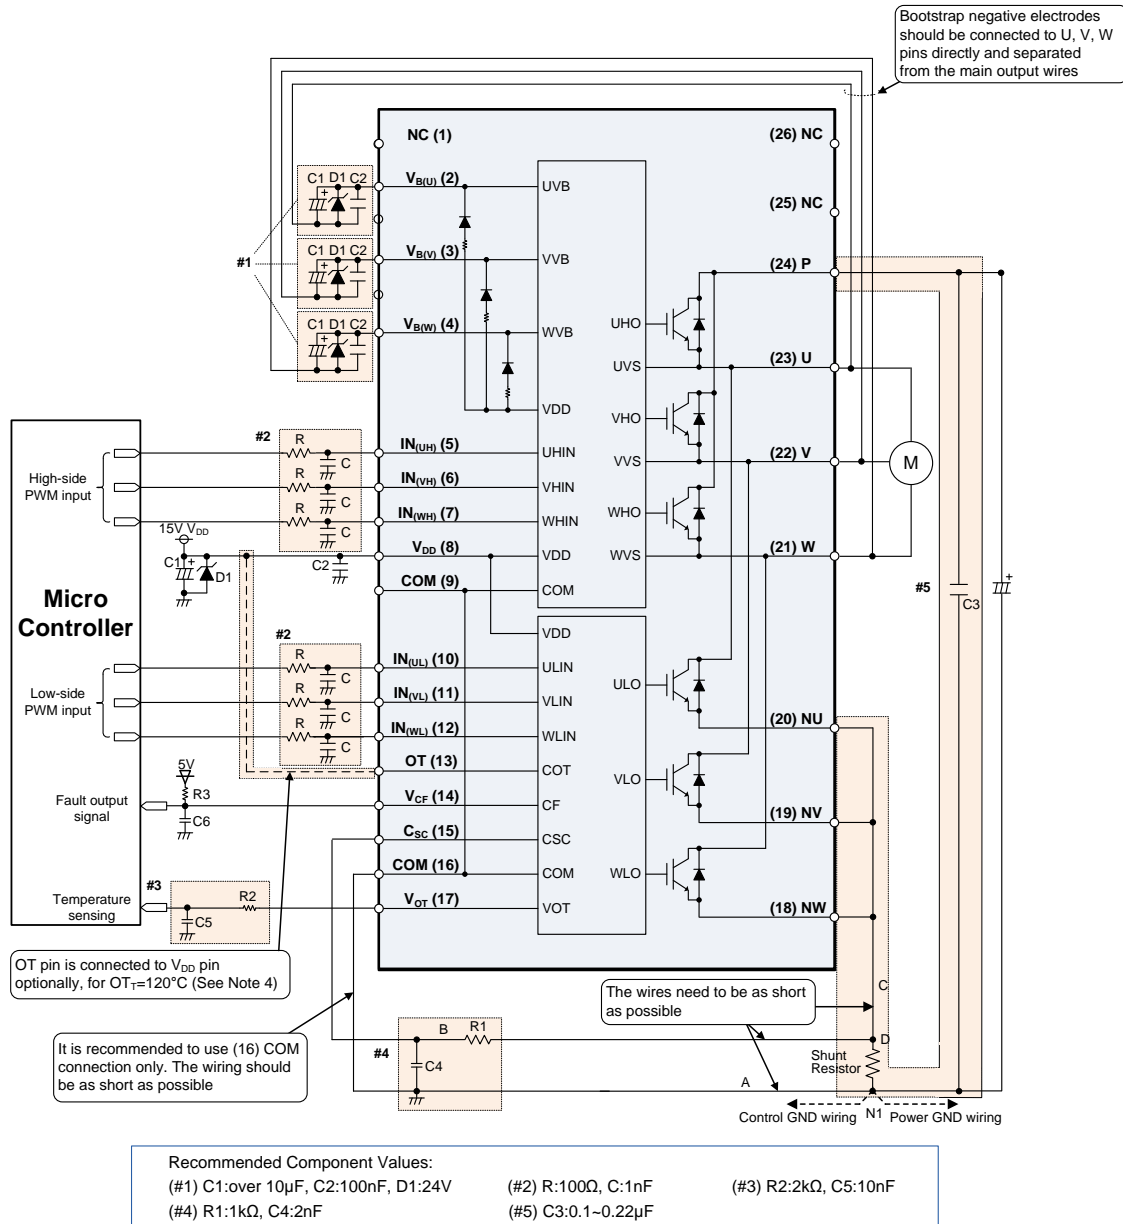 Bootstrap negative electrodes
should be connected to U, V, W
pins directly and separated
from the main output wires
NC (1)
(26) NC
C1 D1 C2
+
VB(U) (2)
UVB
(25) NC
#1
C1 D1 C2
+
VB(V) (3)
VVB
(24) P
C1 D1 C2
+
VB(W) (4)
WVB
UHO
UVS
(23) U
VDD
VHO
VVS
(22) V
M
WHO
WVS
(21) W
#2
R
C
IN(UH) (5)
UHIN
High-side
PWM input
R
C
IN(VH) (6)
VHIN
R
C
IN(WH) (7)
WHIN
15V VDD
C1
+
D1
C2
VDD (8)
VDD
COM (9)
COM
#5
C3
+
Micro
Controller
VDD
#2
R
C
IN(UL) (10)
ULIN
ULO
Low-side
PWM input
R
C
IN(VL) (11)
VLIN
(20) NU
R
C
IN(WL) (12)
WLIN
OT (13)
COT
VLO
5V
R3
C6
Fault output
signal
VCF (14)
CF
(19) NV
CSC (15)
CSC
COM (16)
COM
WLO
#3
Temperature
sensing
R2
C5
VOT (17)
VOT
(18) NW
OT pin is connected to VDD pin
optionally, for OTT=120°C (See Note 4)
The wires need to be as short
as possible
C
It is recommended to use (16) COM
connection only. The wiring should
be as short as possible
#4
B
R1
C4
D
Shunt
Resistor
A
Control GND wiring
N1
Power GND wiring
Recommended Component Values:
(#1) C1:over 10μF, C2:100nF, D1:24V
(#2) R:100Ω, C:1nF
(#3) R2:2kΩ, C5:10nF
(#4) R1:1kΩ, C4:2nF
(#5) C3:0.1~0.22μF